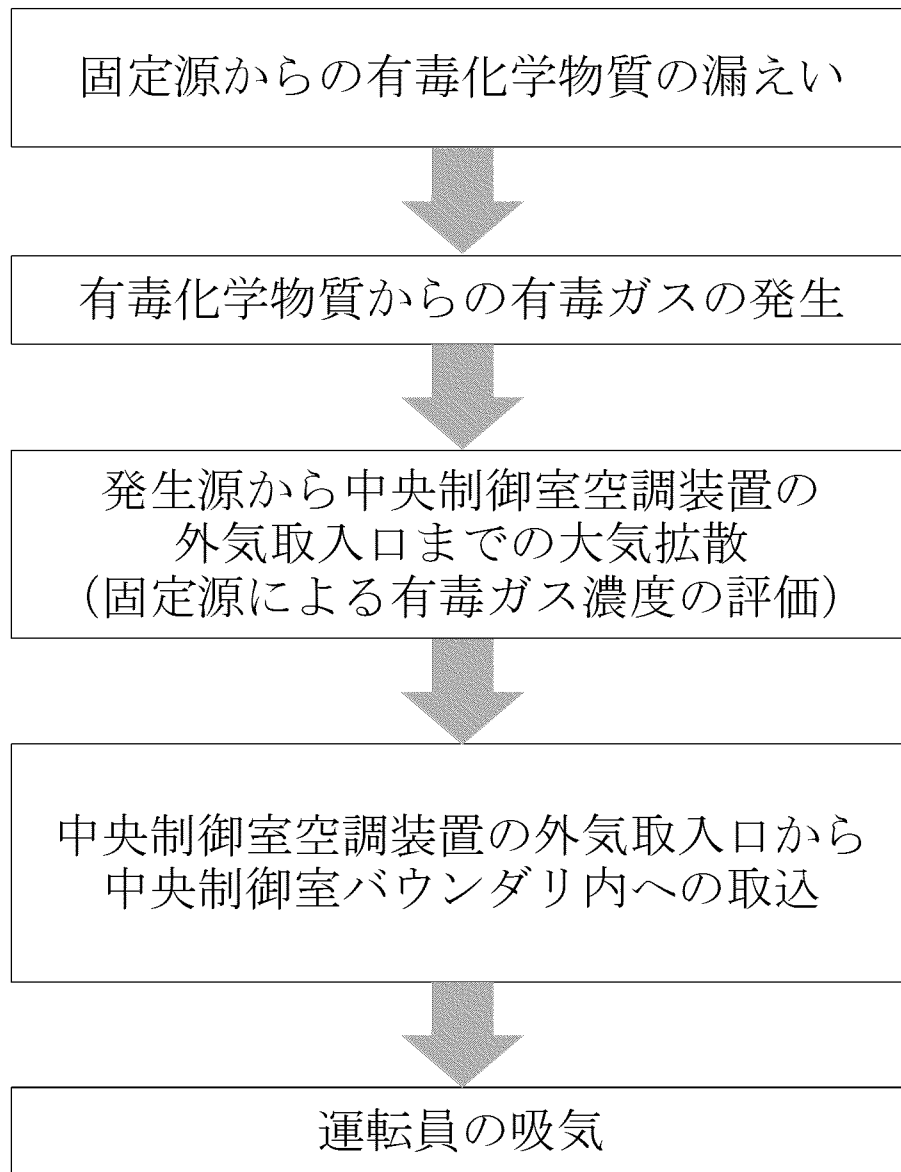 固定源からの有毒化学物質の漏えい
有毒化学物質からの有毒ガスの発生
発生源から中央制御室空調装置の
外気取入口までの大気拡散
（固定源による有毒ガス濃度の評価）
中央制御室空調装置の外気取入口から
中央制御室バウンダリ内への取込
運転員の吸気